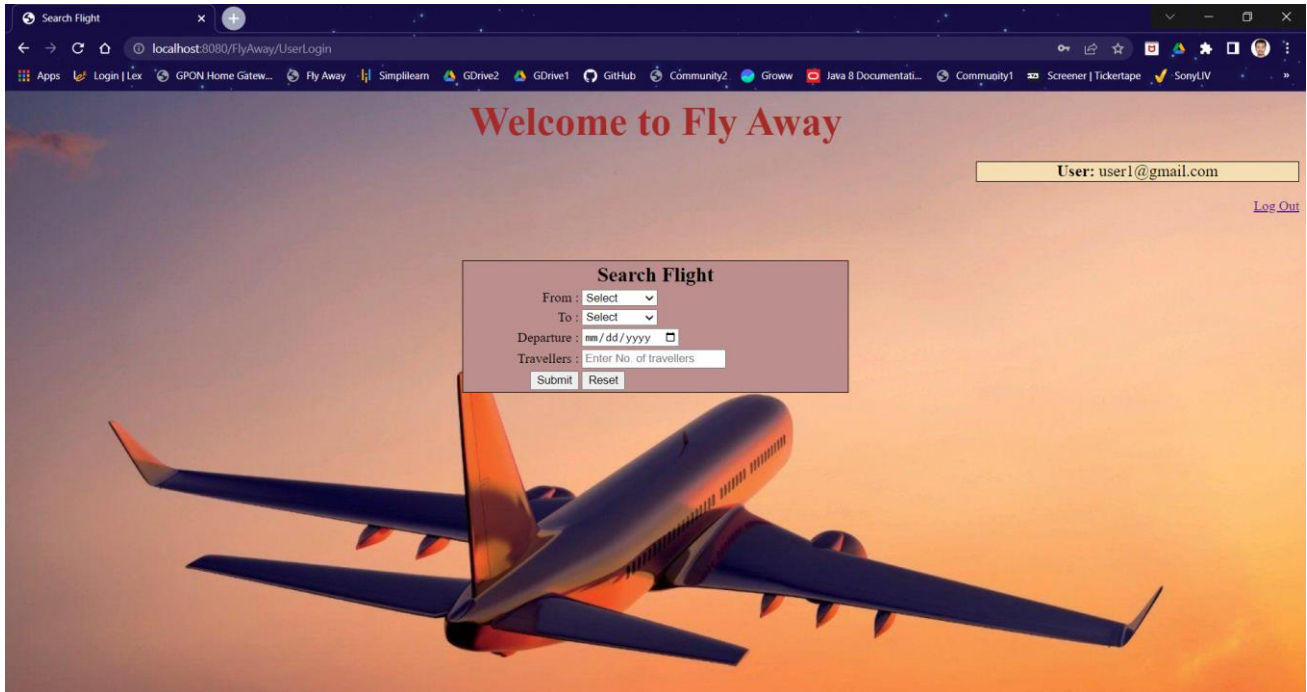 Search Flight
localhost:8080/FlyAway/UserLogin
Apps Login | Lex GPON Home Gatew... Fly Away Simplilearn GDrive2 GDrive1 GitHub Community2 Groww Java 8 Documentati... Community1 Screener | Tickertape SonyLIV »
Welcome to Fly Away
User: user1@gmail.com
Log Out
Search Flight
From : Select
To : Select
Departure : mm/dd/yyyy
Travellers : Enter No. of travellers
Submit Reset